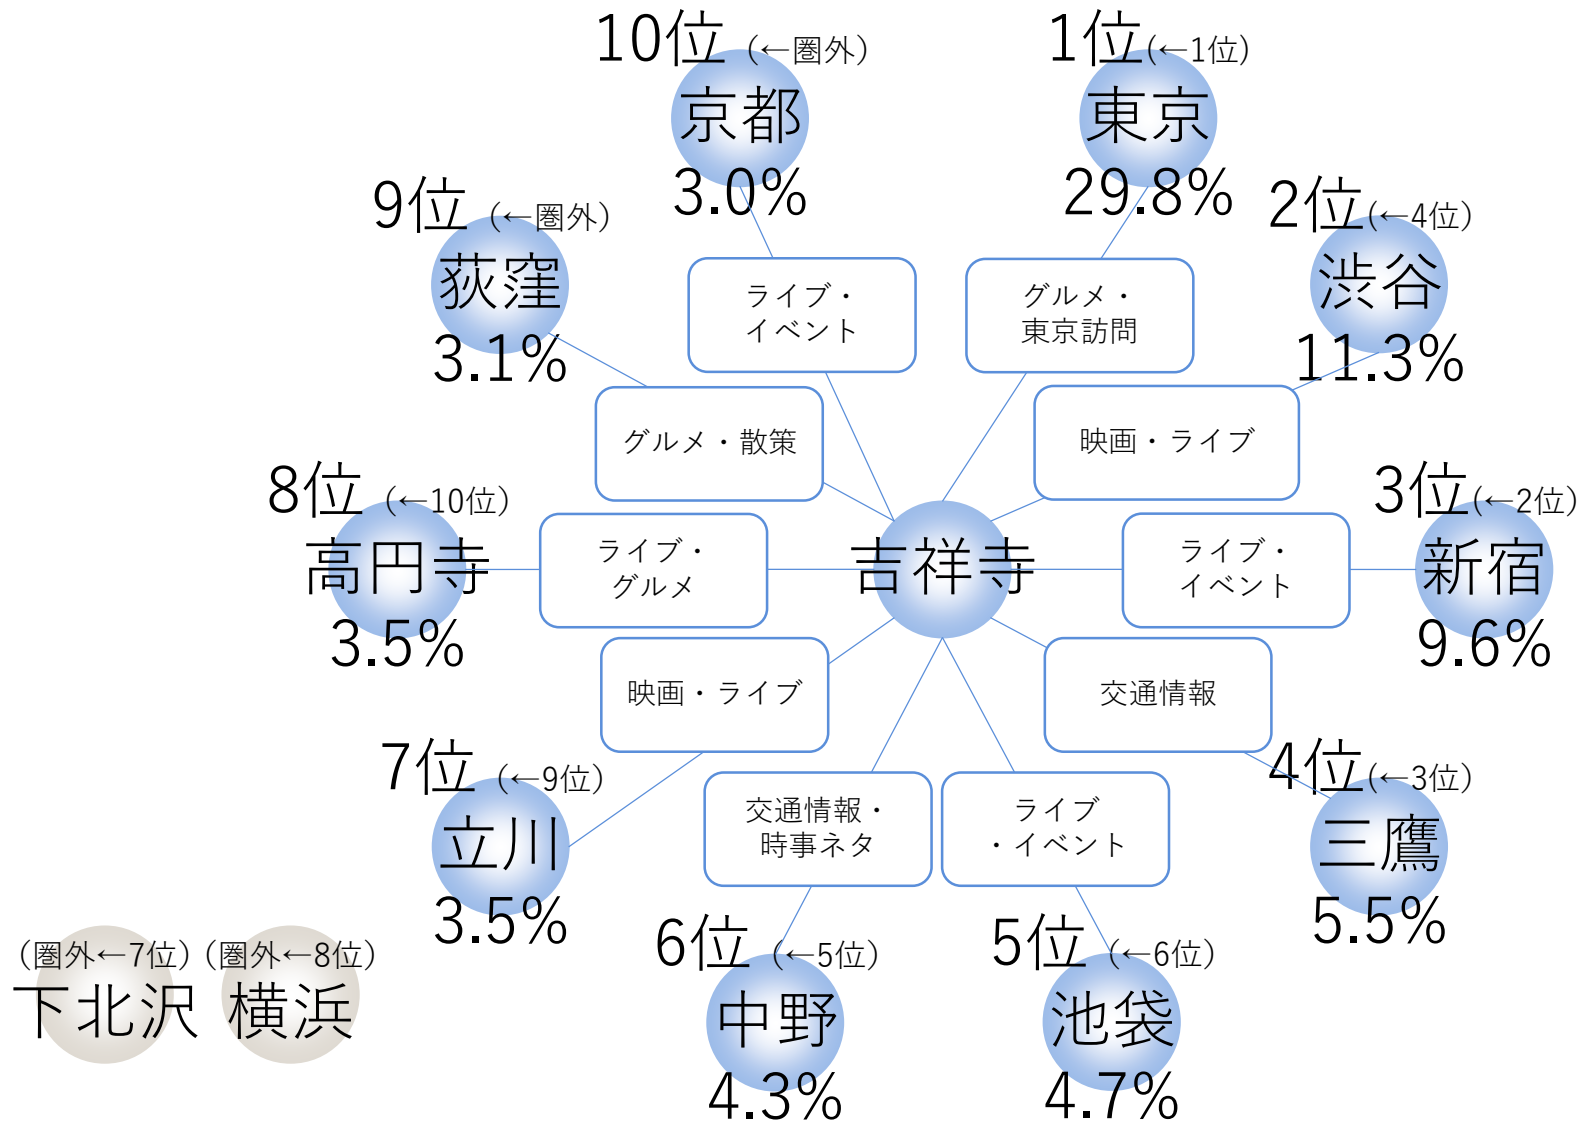 10位 (←圏外)
京都
3.0%
1位(←1位)
東京
29.8%
9位 (←圏外)
荻窪
3.1%
2位(←4位)
渋谷
11.3%
ライブ・
イベント
グルメ・
東京訪問
グルメ・散策
映画・ライブ
8位 (←10位)
高円寺
3.5%
ライブ・
グルメ
吉祥寺
ライブ・
イベント
3位(←2位)
新宿
9.6%
映画・ライブ
交通情報
7位 (←9位)
立川
3.5%
交通情報・
時事ネタ
ライブ
・イベント
4位(←3位)
三鷹
5.5%
(圏外←7位)
下北沢
(圏外←8位)
横浜
6位 (←5位)
中野
4.3%
5位 (←6位)
池袋
4.7%